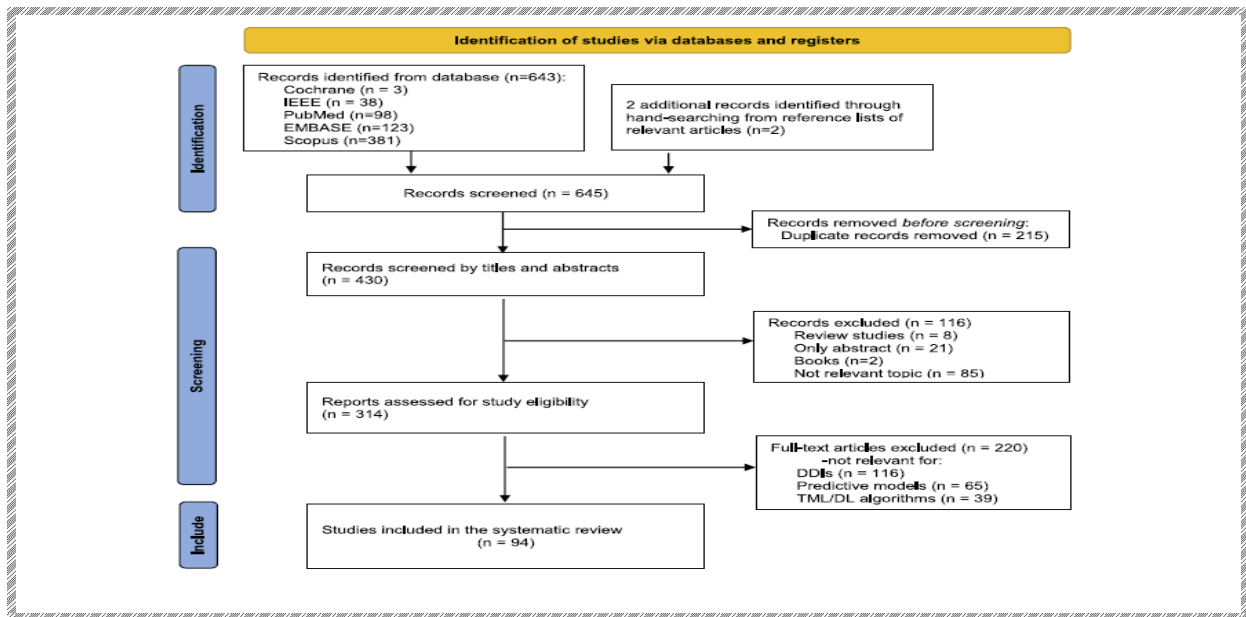 Identification of studies via databases and registers
Identification
Records identified from database (n=643):
Cochrane (n = 3)
IEEE (n = 38)
PubMed (n=98)
EMBASE (n=123)
Scopus (n=381)
2 additional records identified through
hand-searching from reference lists of
relevant articles (n=2)
Records screened (n = 645)
Records removed before screening:
Duplicate records removed (n = 215)
Screening
Records screened by titles and abstracts
(n = 430)
Records excluded (n = 116)
Review studies (n = 8)
Only abstract (n = 21)
Books (n=2)
Not relevant topic (n = 85)
Reports assessed for study eligibility
(n = 314)
Full-text articles excluded (n = 220)
-not relevant for:
DDIs (n = 116)
Predictive models (n = 65)
TML/DL algorithms (n = 39)
Include
Studies included in the systematic review
(n = 94)